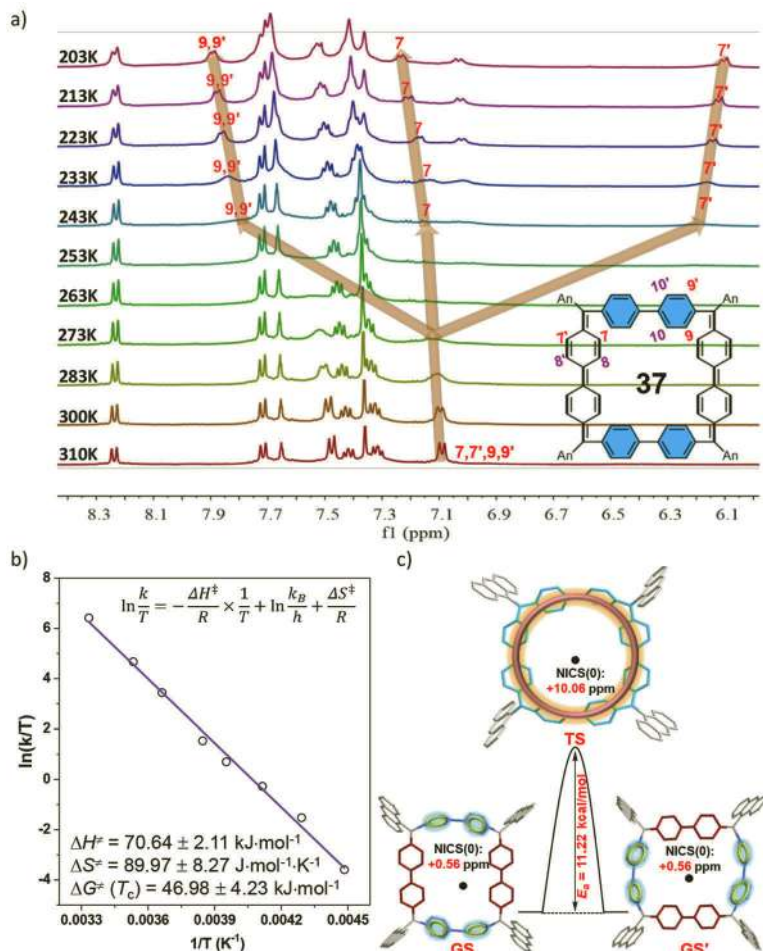 a)
203K
9,9'
7
7'
213K
9,9'
7
7'
223K
9,9'
7
7'
233K
9,9'
7
7'
243K
9,9'
7
7'
253K
263K
273K
283K
300K
310K
7,7',9,9'
An
10'
9'
An
7'
7
10
9
8'
8
37
An
An
8.3
8.1
7.9
7.7
7.5
7.3
7.1
6.9
6.7
6.5
6.3
6.1
f1 (ppm)
b)
ln k/T = − ΔH‡/R × 1/T + ln kB/h + ΔS‡/R
8
6
4
2
0
-2
-4
ln(k/T)
ΔH≠ = 70.64 ± 2.11 kJ·mol-1
ΔS≠ = 89.97 ± 8.27 J·mol-1·K-1
ΔG≠ (Tc) = 46.98 ± 4.23 kJ·mol-1
0.0033
0.0036
0.0039
0.0042
0.0045
1/T (K-1)
c)
NICS(0):
+10.06 ppm
TS
Ea = 11.22 kcal/mol
NICS(0):
+0.56 ppm
GS
NICS(0):
+0.56 ppm
GS'